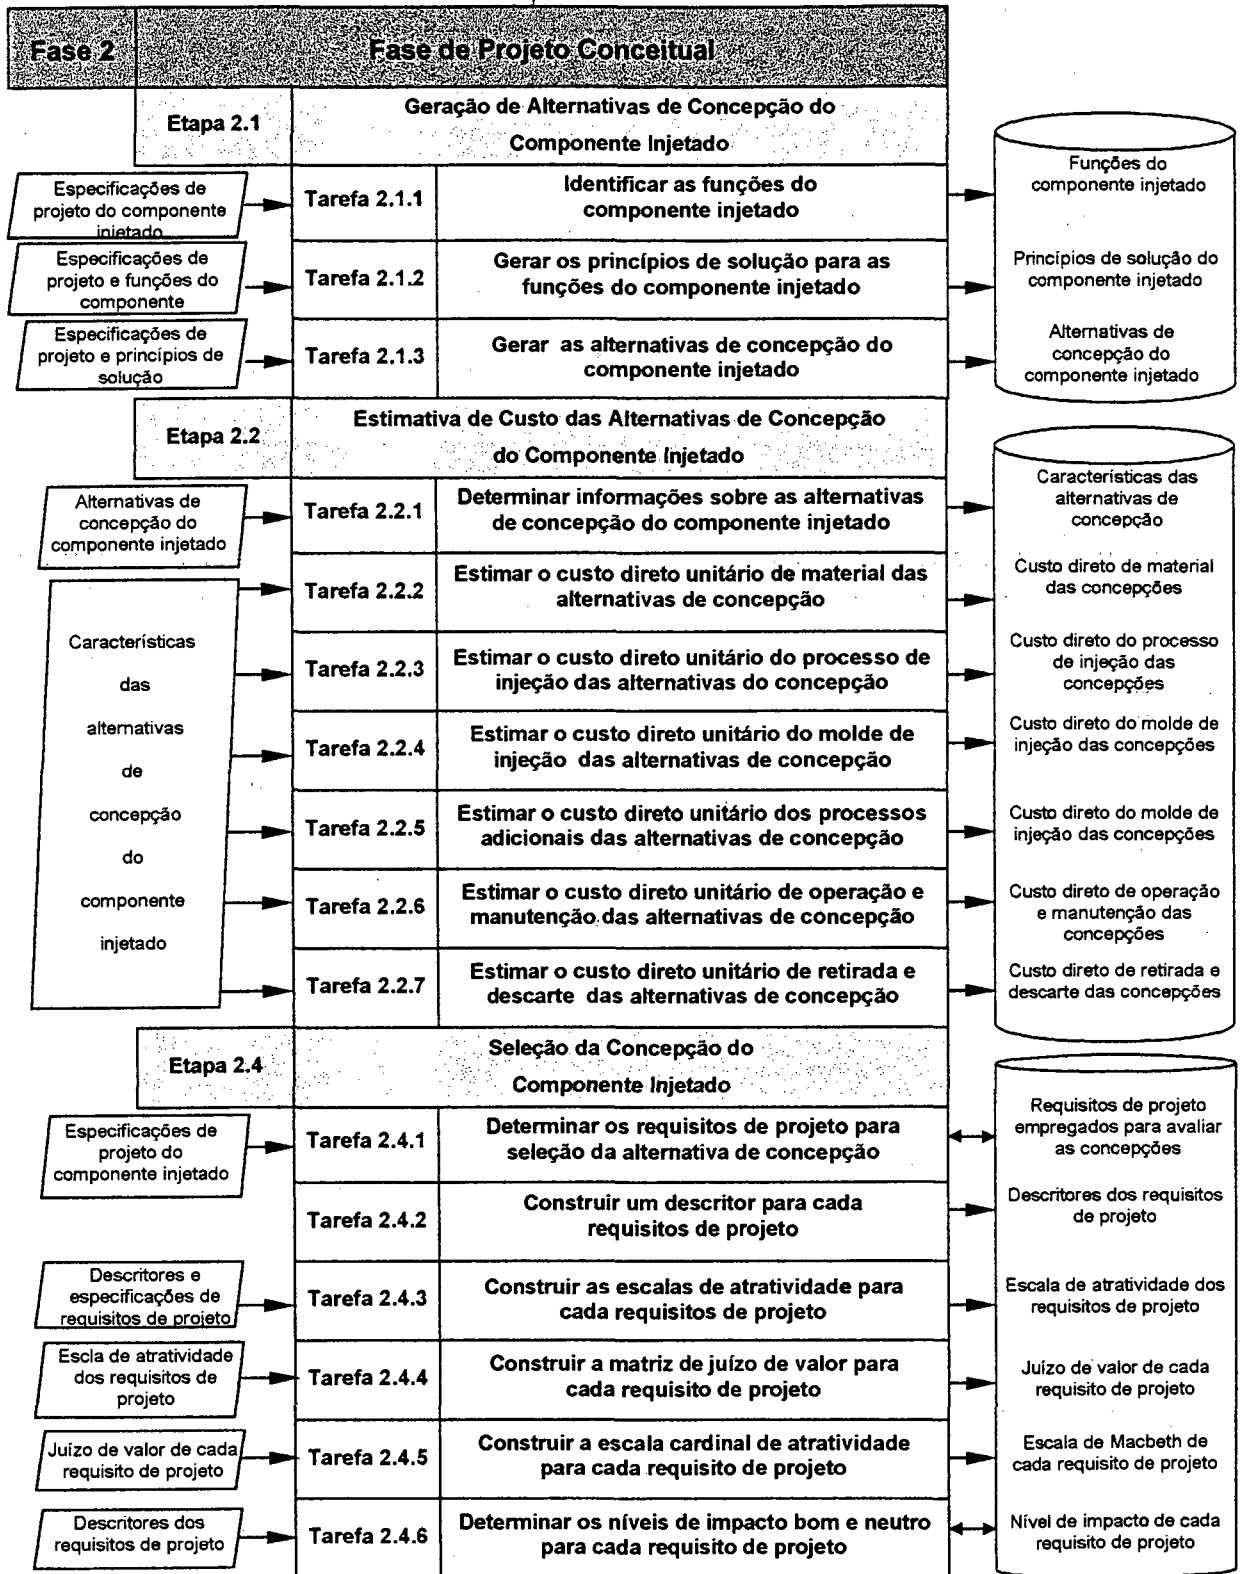 Fase 2
Fase de Projeto Conceitual
Etapa 2.1
Geração de Alternativas de Concepção do
Componente Injetado
Especificações de
projeto do componente
injetado
Tarefa 2.1.1
Identificar as funções do
componente injetado
Funções do
componente injetado
Especificações de
projeto e funções do
componente
Tarefa 2.1.2
Gerar os princípios de solução para as
funções do componente injetado
Princípios de solução do
componente injetado
Especificações de
projeto e princípios de
solução
Tarefa 2.1.3
Gerar as alternativas de concepção do
componente injetado
Alternativas de
concepção do
componente injetado
Etapa 2.2
Estimativa de Custo das Alternativas de Concepção
do Componente Injetado
Alternativas de
concepção do
componente injetado
Tarefa 2.2.1
Determinar informações sobre as alternativas
de concepção do componente injetado
Características das
alternativas de
concepção
Características
das
alternativas
de
concepção
do
componente
injetado
Tarefa 2.2.2
Estimar o custo direto unitário de material das
alternativas de concepção
Custo direto de material
das concepções
Tarefa 2.2.3
Estimar o custo direto unitário do processo de
injeção das alternativas do concepção
Custo direto do processo
de injeção das
concepções
Tarefa 2.2.4
Estimar o custo direto unitário do molde de
injeção das alternativas de concepção
Custo direto do molde de
injeção das concepções
Tarefa 2.2.5
Estimar o custo direto unitário dos processos
adicionais das alternativas de concepção
Custo direto do molde de
injeção das concepções
Tarefa 2.2.6
Estimar o custo direto unitário de operação e
manutenção das alternativas de concepção
Custo direto de operação
e manutenção das
concepções
Tarefa 2.2.7
Estimar o custo direto unitário de retirada e
descarte das alternativas de concepção
Custo direto de retirada e
descarte das concepções
Etapa 2.4
Seleção da Concepção do
Componente Injetado
Especificações de
projeto do
componente injetado
Tarefa 2.4.1
Determinar os requisitos de projeto para
seleção da alternativa de concepção
Requisitos de projeto
empregados para avaliar
as concepções
Tarefa 2.4.2
Construir um descritor para cada
requisitos de projeto
Descritores dos requisitos
de projeto
Descritores e
especificações de
requisitos de projeto
Tarefa 2.4.3
Construir as escalas de atratividade para
cada requisitos de projeto
Escala de atratividade dos
requisitos de projeto
Escla de atratividade
dos requisitos de
projeto
Tarefa 2.4.4
Construir a matriz de juízo de valor para
cada requisito de projeto
Juízo de valor de cada
requisito de projeto
Juízo de valor de cada
requisito de projeto
Tarefa 2.4.5
Construir a escala cardinal de atratividade
para cada requisito de projeto
Escala de Macbeth de
cada requisito de projeto
Descritores dos
requisitos de projeto
Tarefa 2.4.6
Determinar os níveis de impacto bom e neutro
para cada requisito de projeto
Nível de impacto de cada
requisito de projeto